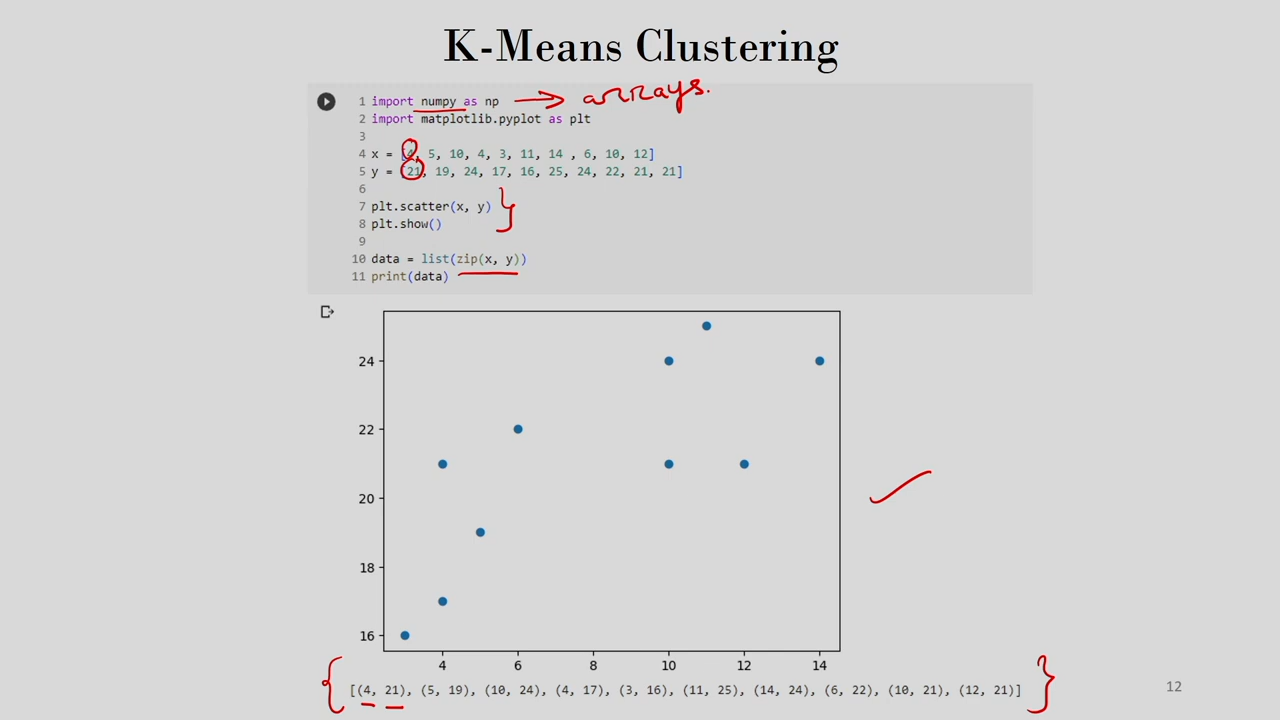 K-Means Clustering
1 import numpy as np → arrays.
2 import matplotlib.pyplot as plt
3
4 x = [4, 5, 10, 4, 3, 11, 14 , 6, 10, 12]
5 y = [21, 19, 24, 17, 16, 25, 24, 22, 21, 21]
6
7 plt.scatter(x, y)
8 plt.show()
9
10 data = list(zip(x, y))
11 print(data)
24
22
20
18
16
4 6 8 10 12 14
[(4, 21), (5, 19), (10, 24), (4, 17), (3, 16), (11, 25), (14, 24), (6, 22), (10, 21), (12, 21)]
12